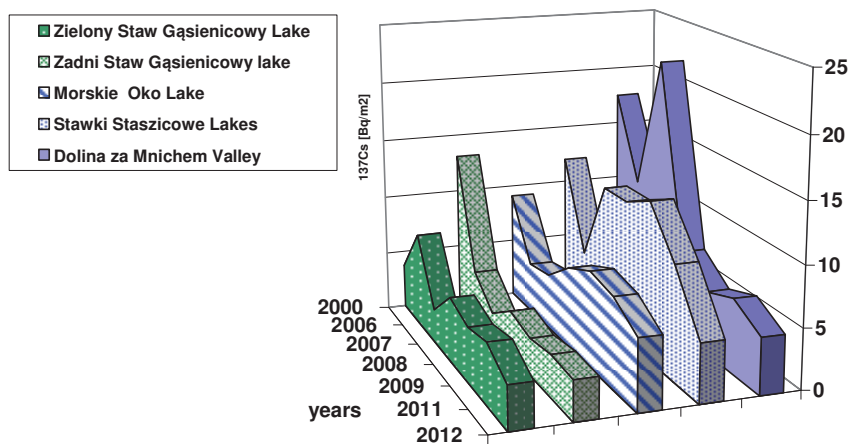 Zielony Staw Gąsienicowy Lake
Zadni Staw Gąsienicowy lake
Morskie Oko Lake
Stawki Staszicowe Lakes
Dolina za Mnichem Valley
137Cs [Bq/m2]
25
20
15
10
5
0
2000
2006
2007
2008
2009
2011
2012
years